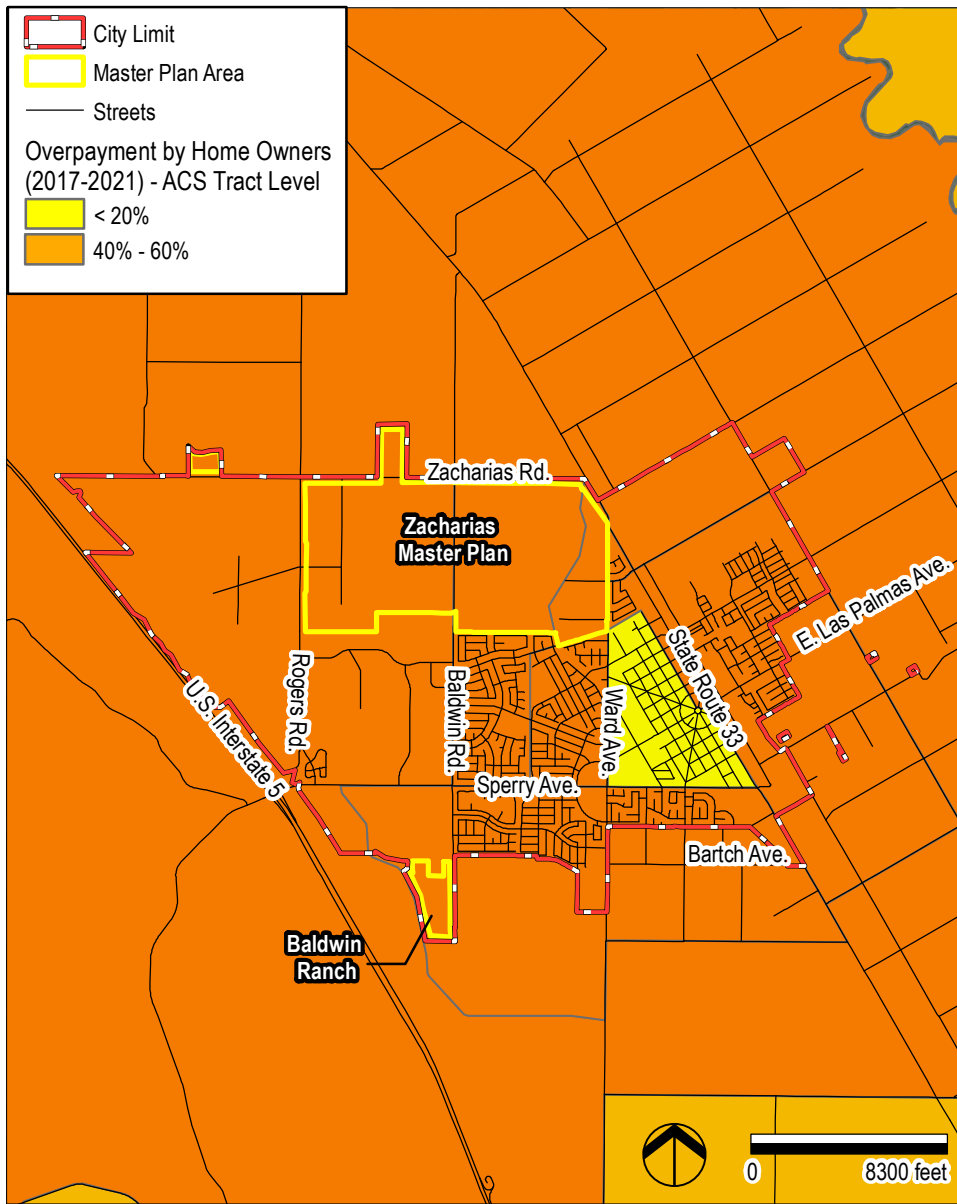 City Limit
Master Plan Area
Streets
Overpayment by Home Owners
(2017-2021) - ACS Tract Level
< 20%
40% - 60%
Zacharias Rd.
Zacharias
Master Plan
E. Las Palmas Ave.
State Route 33
Rogers Rd.
Baldwin Rd.
Ward Ave.
U.S. Interstate 5
Sperry Ave.
Bartch Ave.
Baldwin
Ranch
0
8300 feet